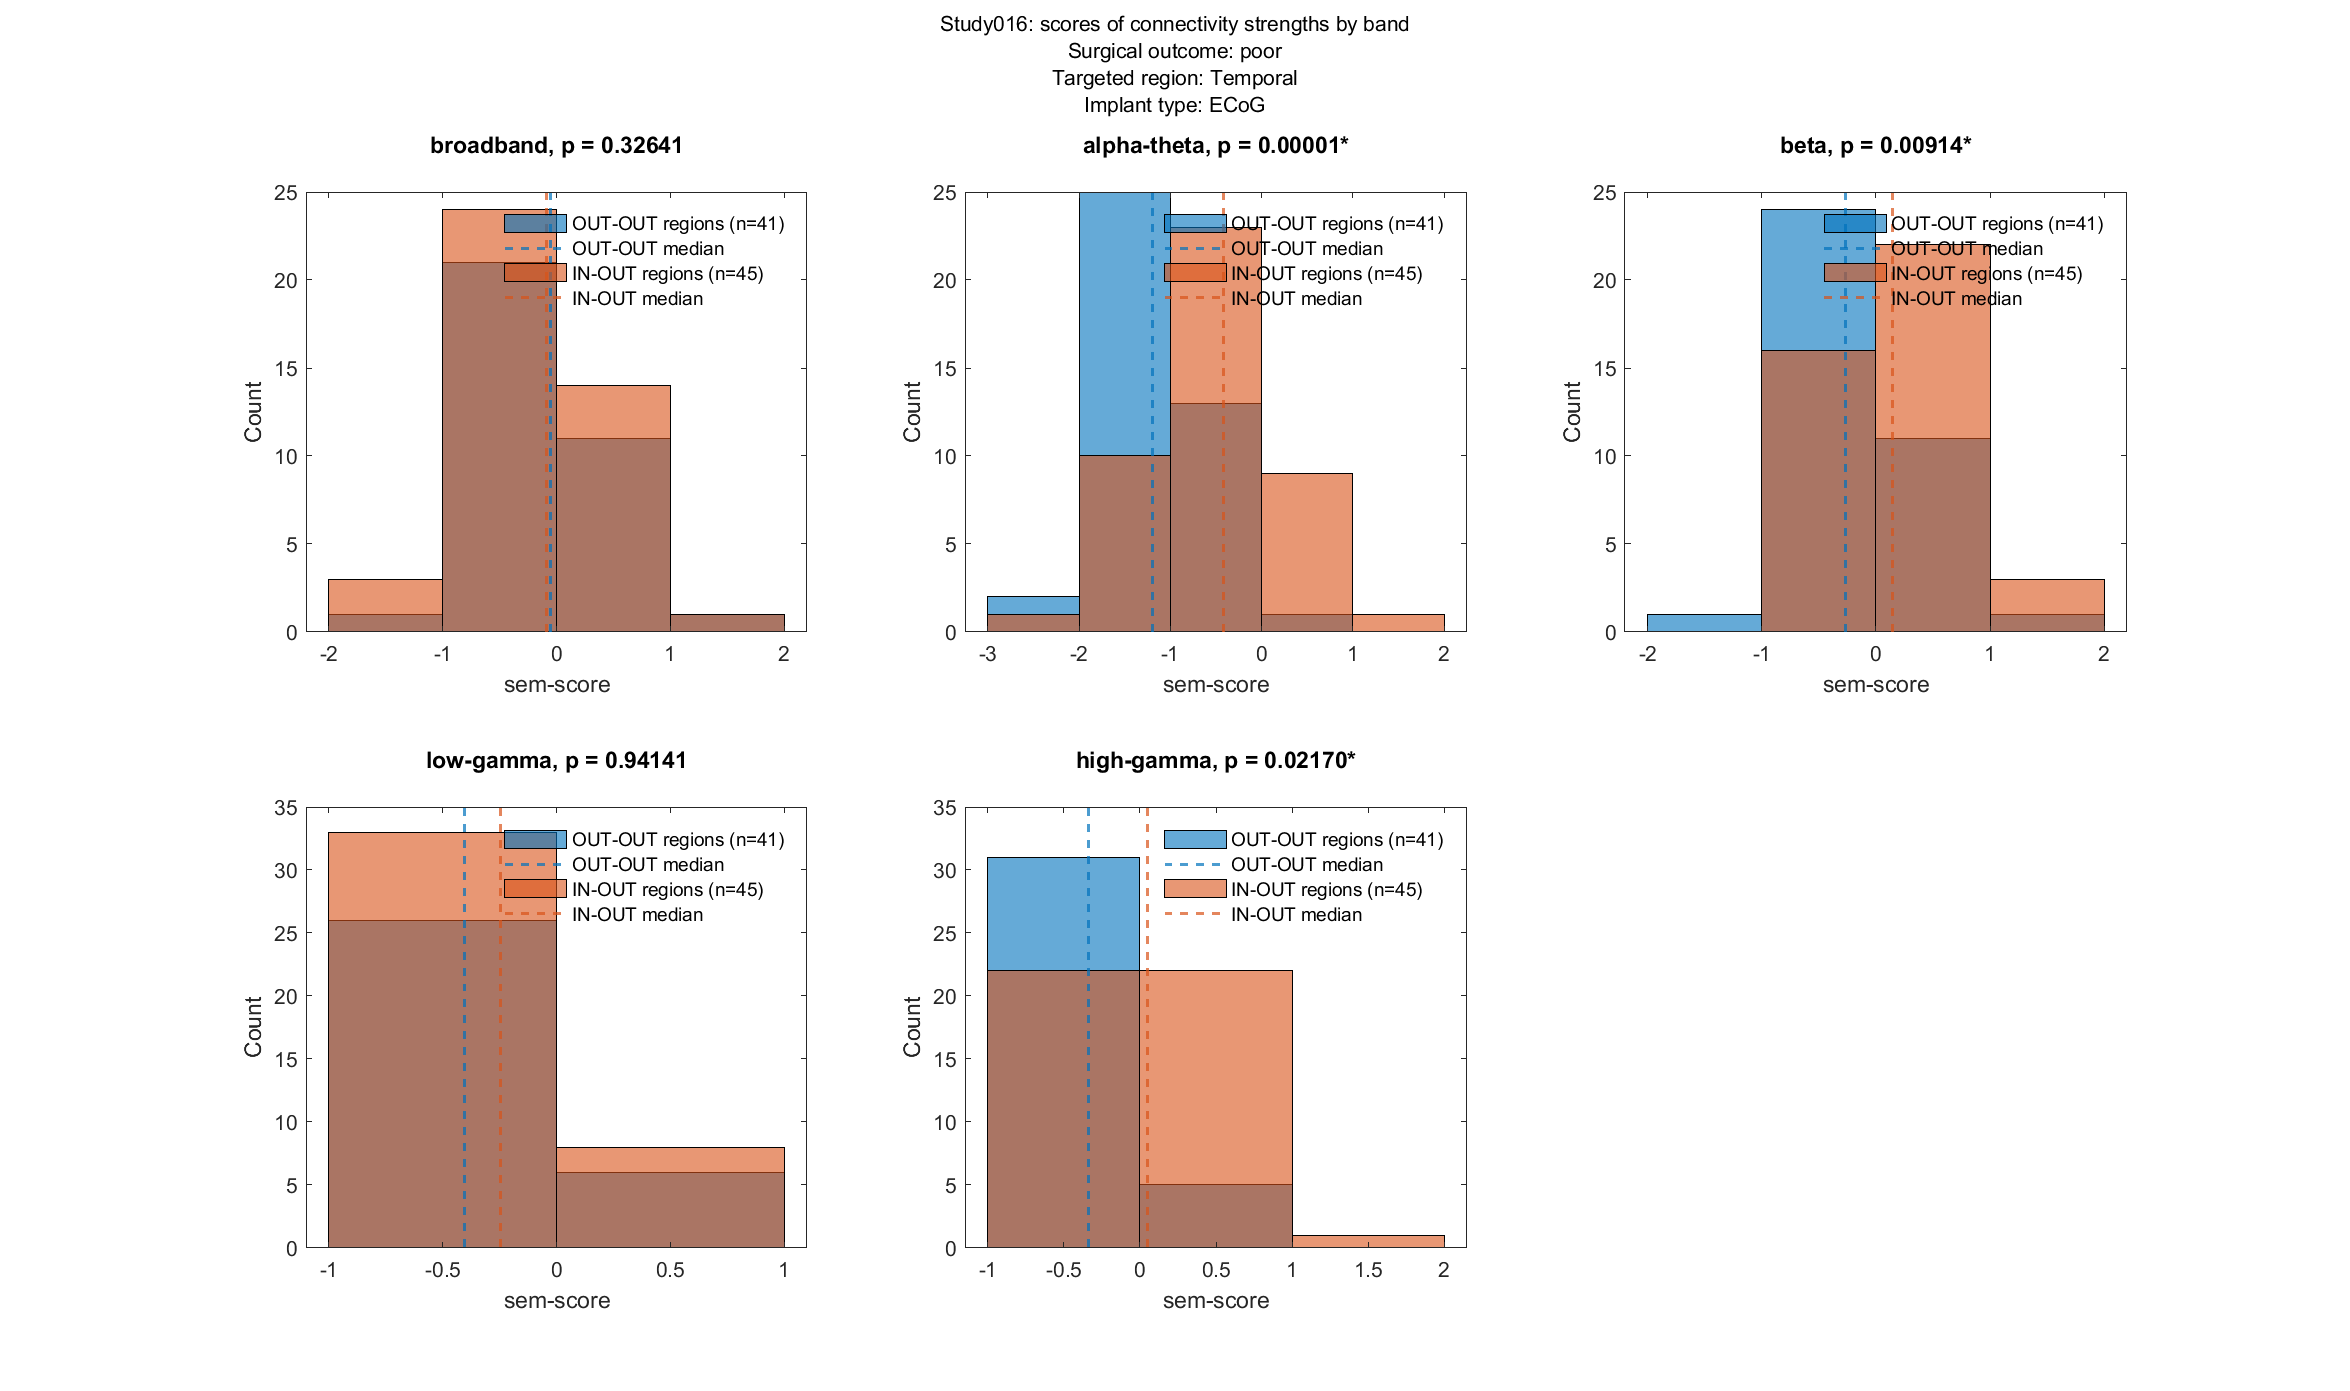 Study016: scores of connectivity strengths by band
Surgical outcome: poor
Targeted region: Temporal
Implant type: ECoG
broadband, p = 0.32641
25
20
15
10
5
0
Count
-2
-1
0
1
2
sem-score
OUT-OUT regions (n=41)
OUT-OUT median
IN-OUT regions (n=45)
IN-OUT median
alpha-theta, p = 0.00001*
25
20
15
10
5
0
Count
-3
-2
-1
0
1
2
sem-score
OUT-OUT regions (n=41)
OUT-OUT median
IN-OUT regions (n=45)
IN-OUT median
beta, p = 0.00914*
25
20
15
10
5
0
Count
-2
-1
0
1
2
sem-score
OUT-OUT regions (n=41)
OUT-OUT median
IN-OUT regions (n=45)
IN-OUT median
low-gamma, p = 0.94141
35
30
25
20
15
10
5
0
Count
-1
-0.5
0
0.5
1
sem-score
OUT-OUT regions (n=41)
OUT-OUT median
IN-OUT regions (n=45)
IN-OUT median
high-gamma, p = 0.02170*
35
30
25
20
15
10
5
0
Count
-1
-0.5
0
0.5
1
1.5
2
sem-score
OUT-OUT regions (n=41)
OUT-OUT median
IN-OUT regions (n=45)
IN-OUT median